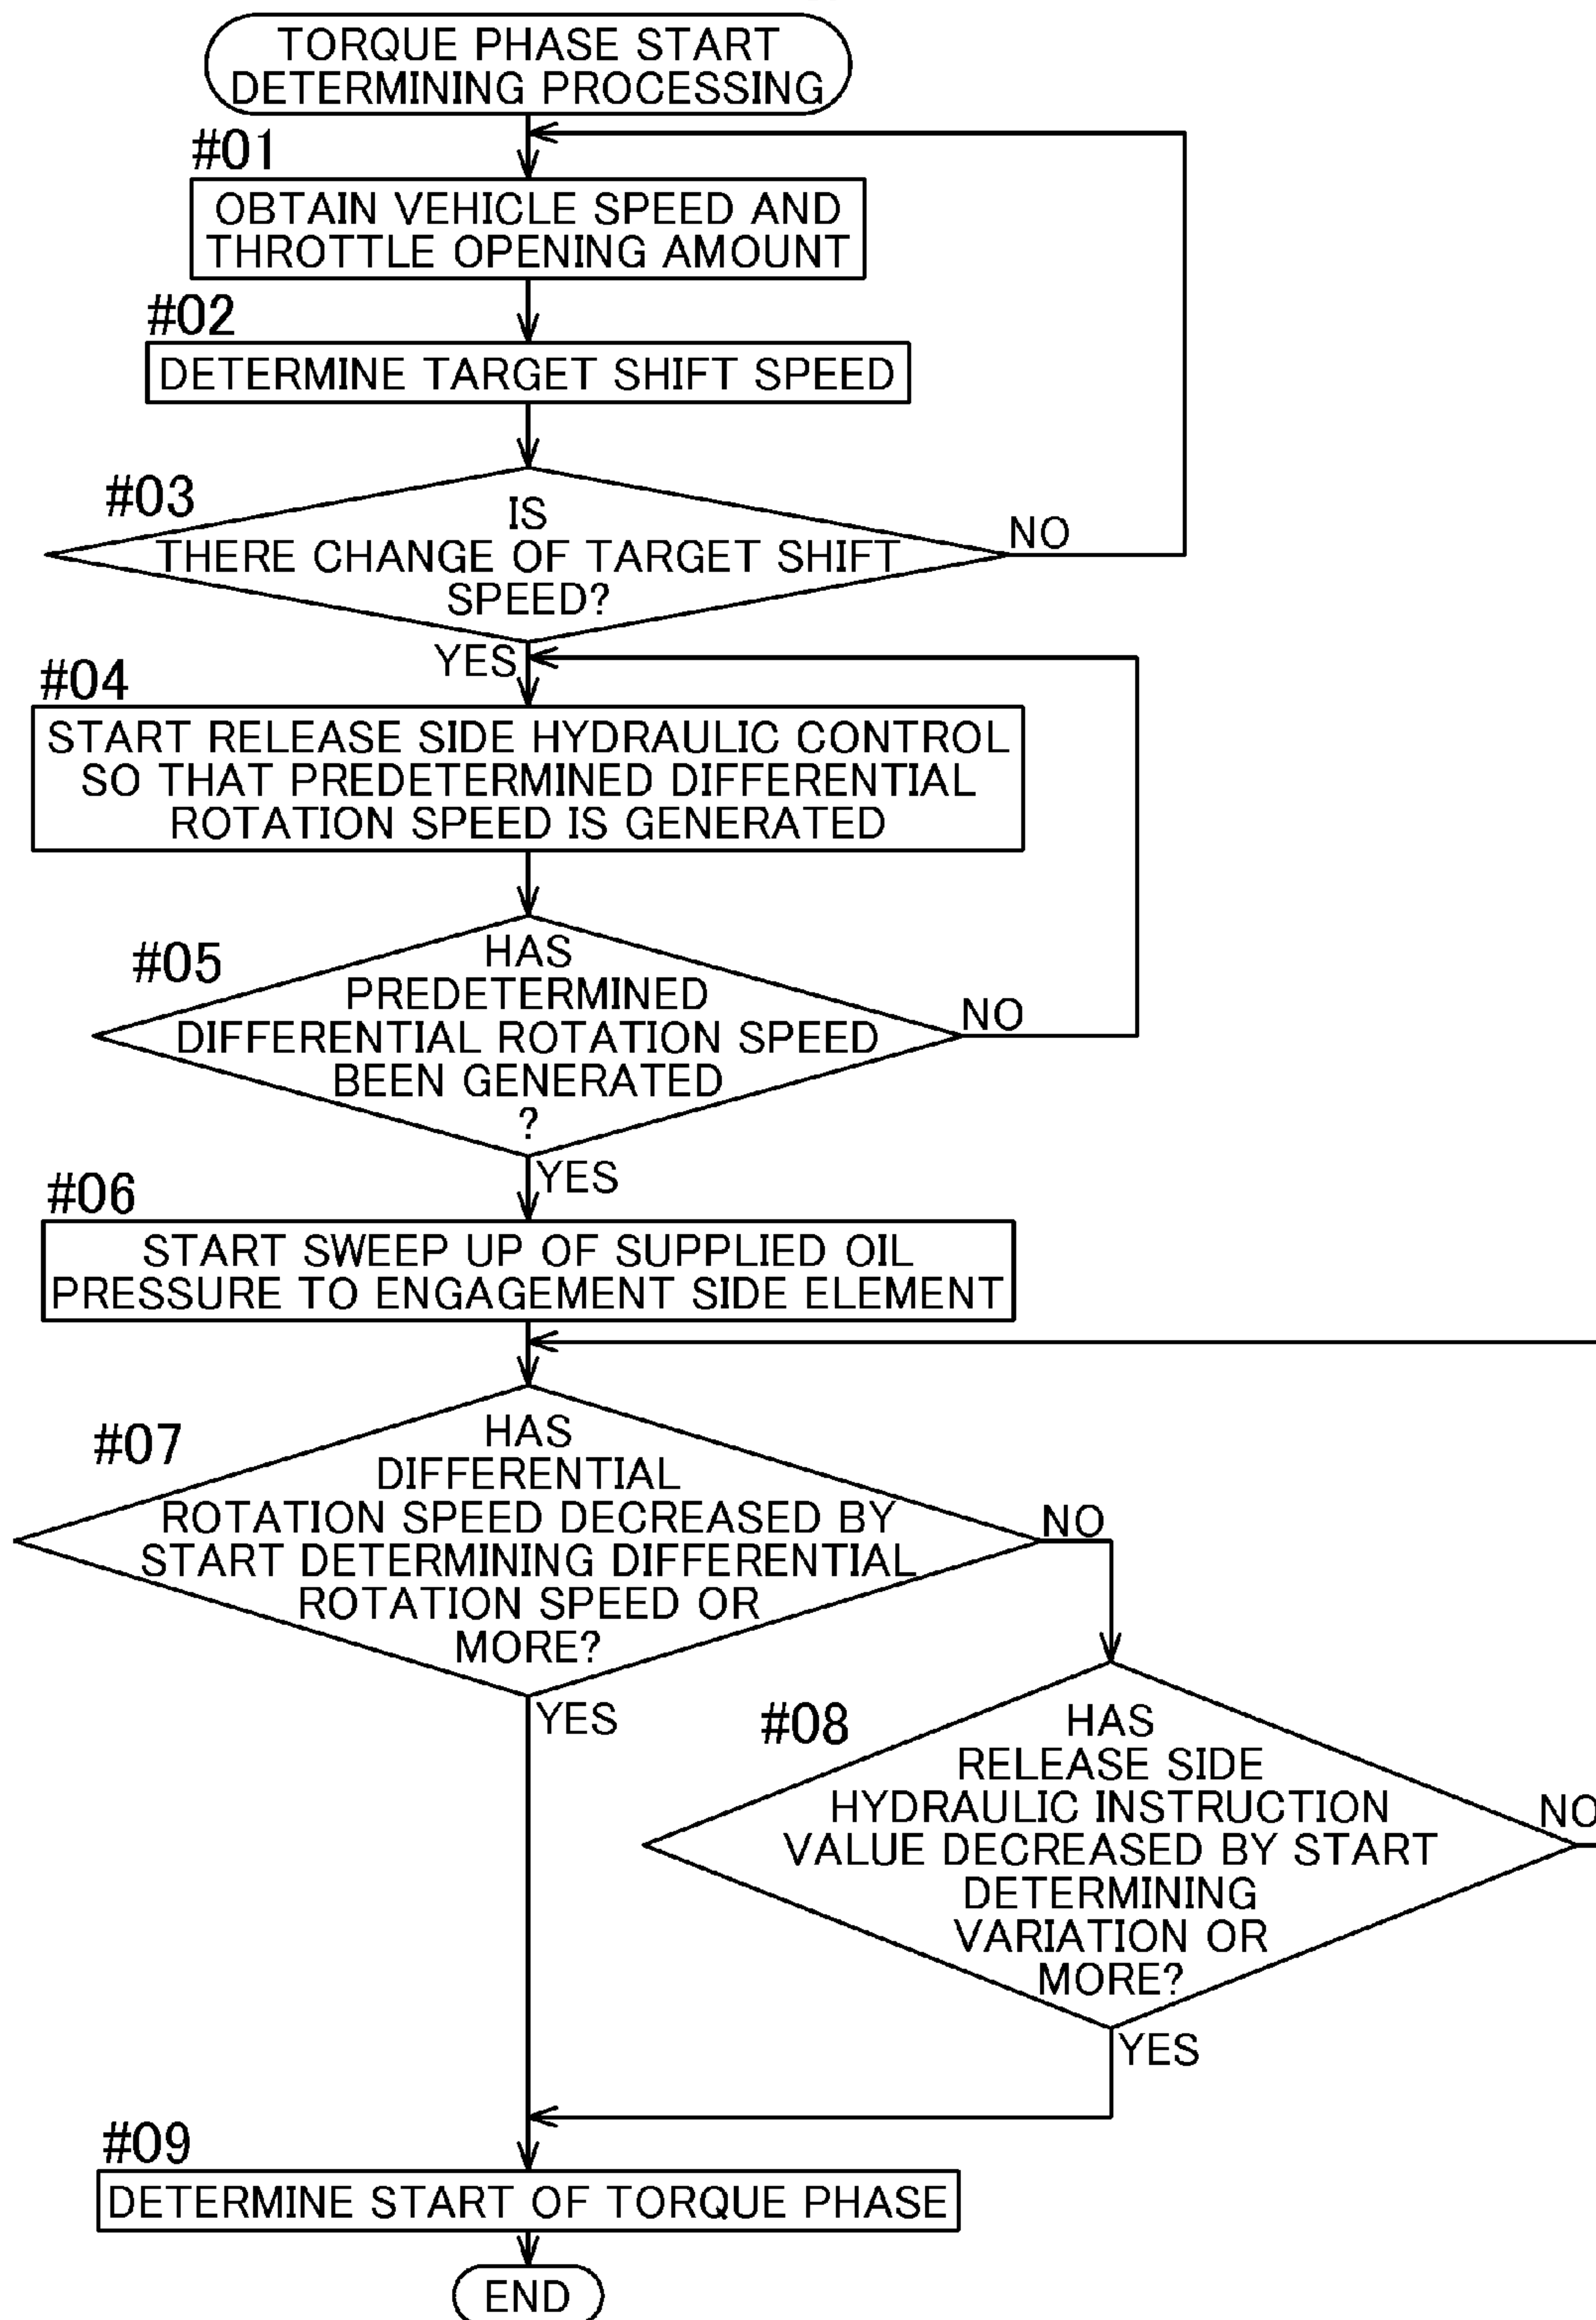 TORQUE PHASE START
DETERMINING PROCESSING
#01
OBTAIN VEHICLE SPEED AND
THROTTLE OPENING AMOUNT
#02
DETERMINE TARGET SHIFT SPEED
#03
IS
THERE CHANGE OF TARGET SHIFT
SPEED?
NO
YES
#04
START RELEASE SIDE HYDRAULIC CONTROL
SO THAT PREDETERMINED DIFFERENTIAL
ROTATION SPEED IS GENERATED
#05
HAS
PREDETERMINED
DIFFERENTIAL ROTATION SPEED
BEEN GENERATED
?
NO
YES
#06
START SWEEP UP OF SUPPLIED OIL
PRESSURE TO ENGAGEMENT SIDE ELEMENT
#07
HAS
DIFFERENTIAL
ROTATION SPEED DECREASED BY
START DETERMINING DIFFERENTIAL
ROTATION SPEED OR
MORE?
NO
YES
#08
HAS
RELEASE SIDE
HYDRAULIC INSTRUCTION
VALUE DECREASED BY START
DETERMINING
VARIATION OR
MORE?
NO
YES
#09
DETERMINE START OF TORQUE PHASE
END